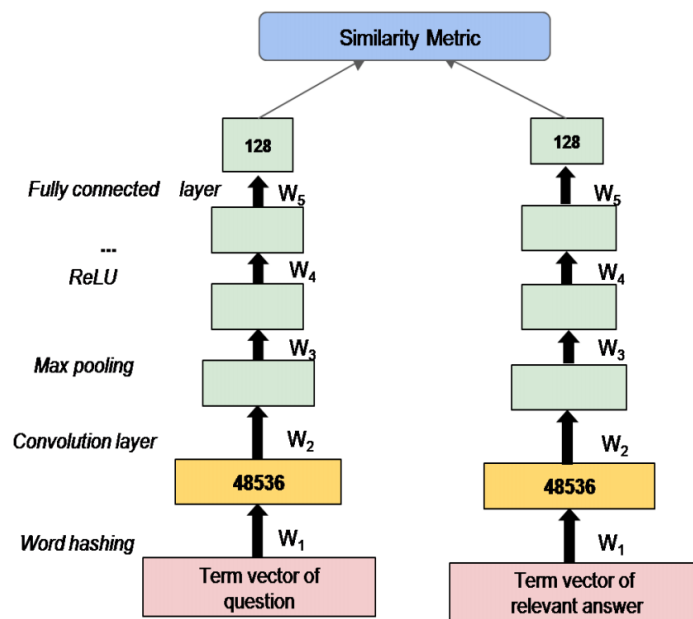 Similarity Metric
128
128
Fully connected layer
W5
W5
...
ReLU
W4
W4
Max pooling
W3
W3
Convolution layer
W2
W2
48536
48536
Word hashing
W1
W1
Term vector of
question
Term vector of
relevant answer